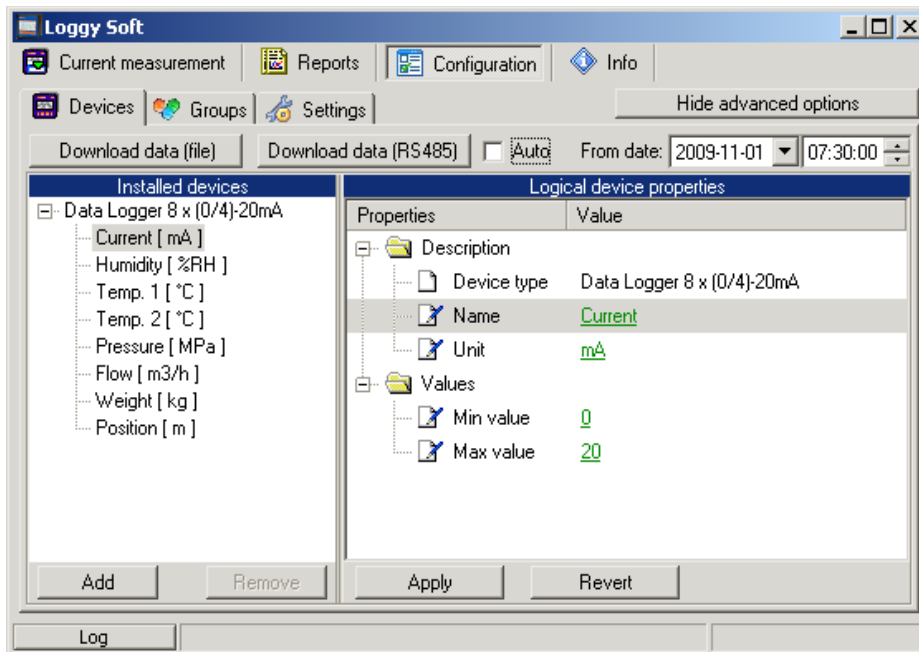 Loggy Soft
Current measurement Reports Configuration Info
Devices Groups Settings Hide advanced options
Download data (file) Download data (RS485) Auto From date: 2009-11-01 07:30:00
Installed devices
Data Logger 8 x (0/4)-20mA
Current [ mA ]
Humidity [ %RH ]
Temp. 1 [ °C ]
Temp. 2 [ °C ]
Pressure [ MPa ]
Flow [ m3/h ]
Weight [ kg ]
Position [ m ]
Add Remove
Logical device properties
Properties Value
Description
Device type Data Logger 8 x (0/4)-20mA
Name Current
Unit mA
Values
Min value 0
Max value 20
Apply Revert
Log